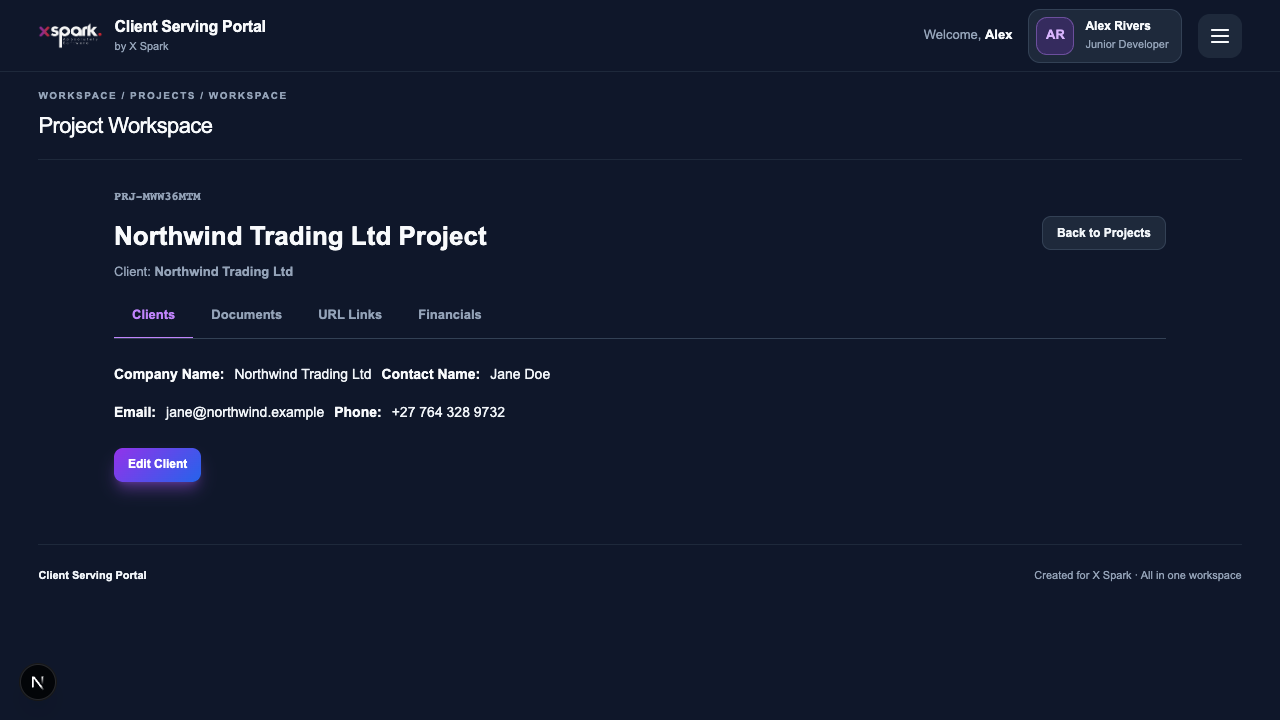 xspark.
Client Serving Portal
by X Spark
Welcome, Alex
AR
Alex Rivers
Junior Developer
WORKSPACE / PROJECTS / WORKSPACE
Project Workspace
PRJ-MWW36MTM
Northwind Trading Ltd Project
Back to Projects
Client: Northwind Trading Ltd
Clients Documents URL Links Financials
Company Name: Northwind Trading Ltd Contact Name: Jane Doe
Email: jane@northwind.example Phone: +27 764 328 9732
Edit Client
Client Serving Portal
Created for X Spark · All in one workspace
N